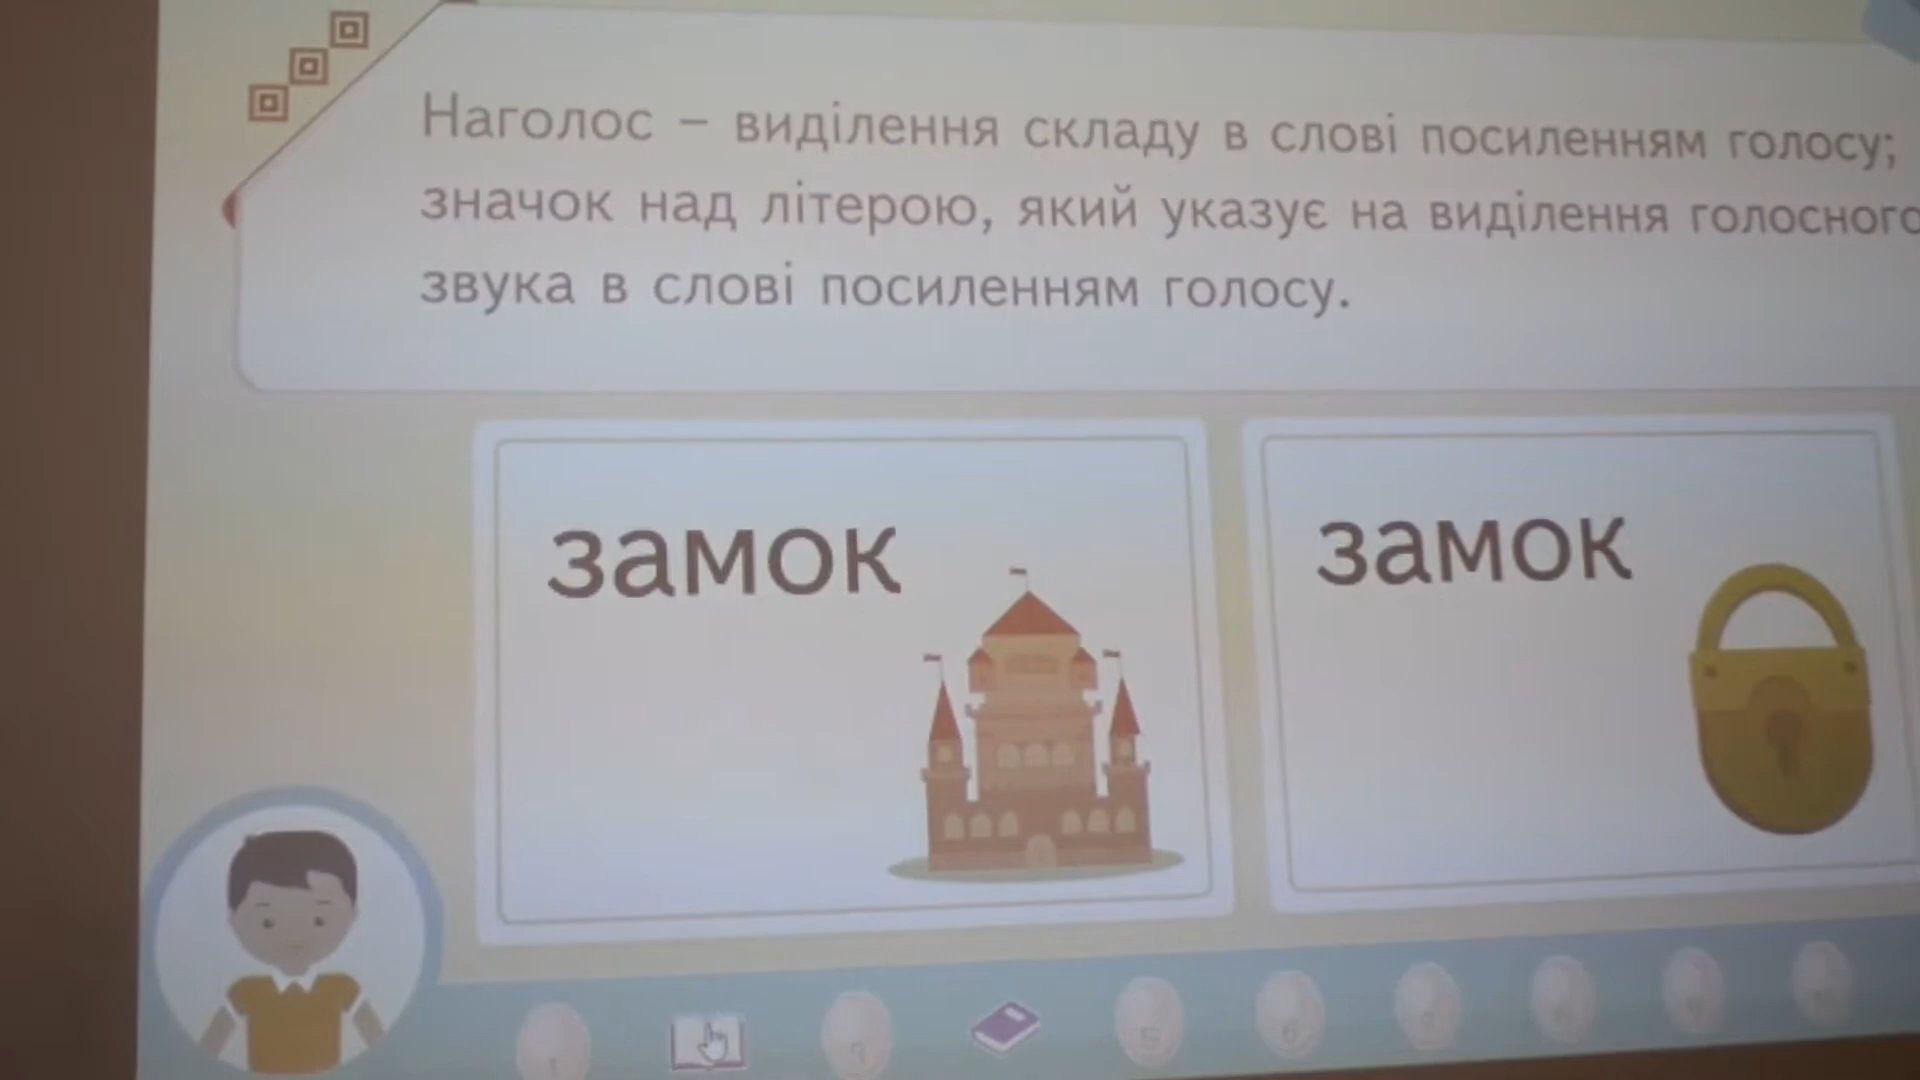 Наголос – виділення складу в слові посиленням голосу;
значок над літерою, який указує на виділення голосного
звука в слові посиленням голосу.
замок
замок